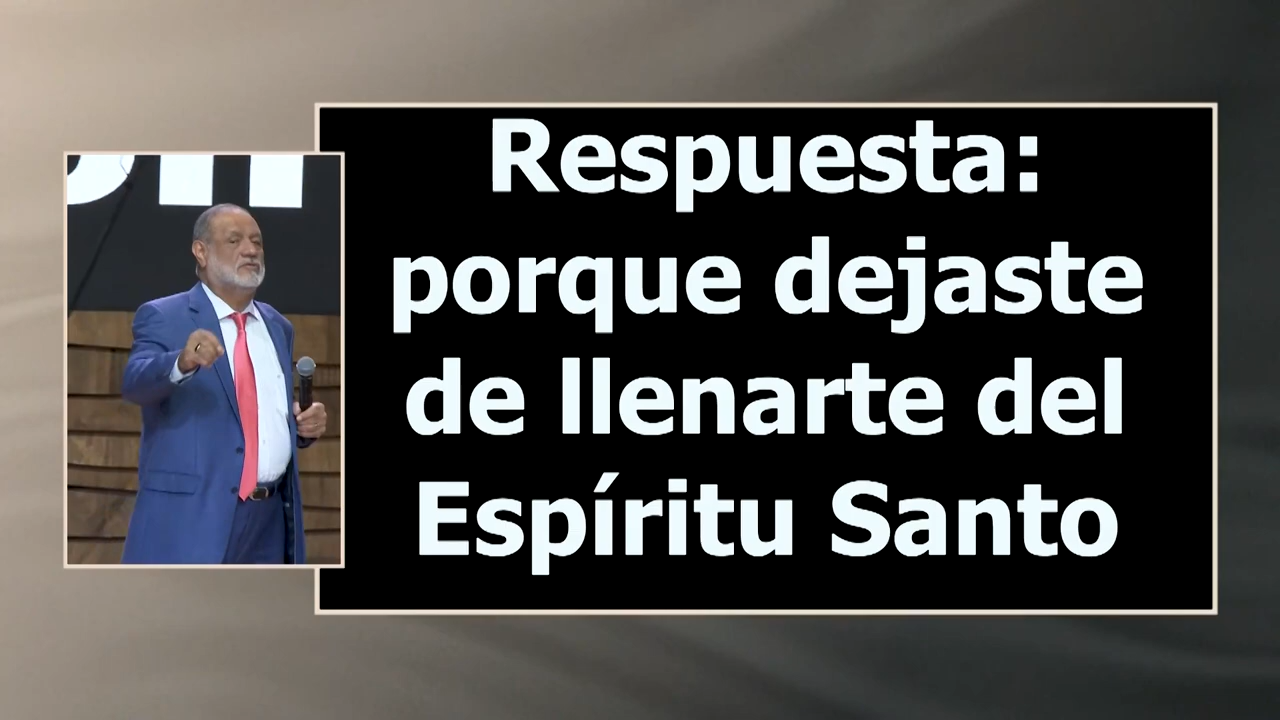 Respuesta:
porque dejaste
de llenarte del
Espíritu Santo